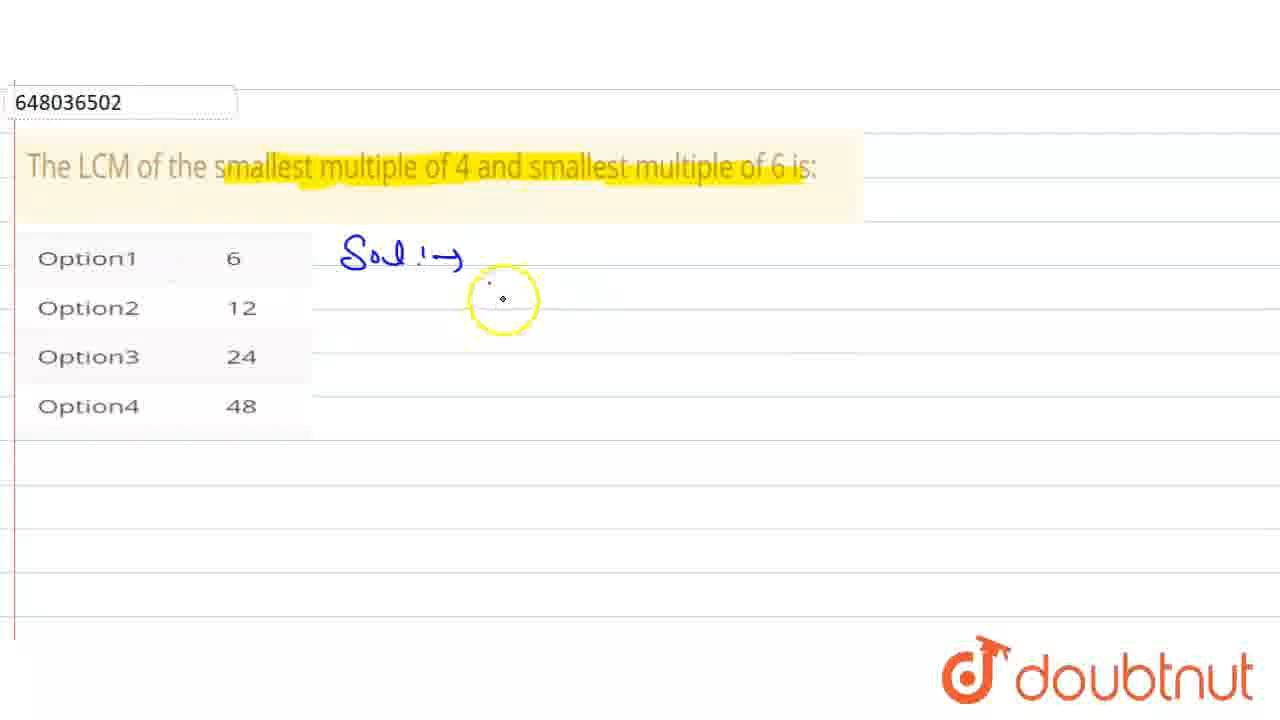 648036502
The LCM of the smallest multiple of 4 and smallest multiple of 6 is:
Option1 6
Sol :→
Option2 12
Option3 24
Option4 48
doubtnut